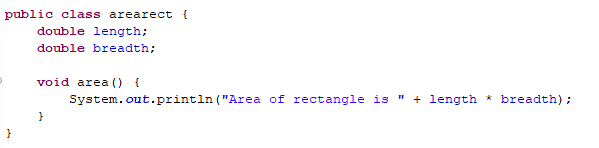 public class arearect {
    double length;
    double breadth;
    void area() {
        System.out.println("Area of rectangle is " + length * breadth);
    }
}